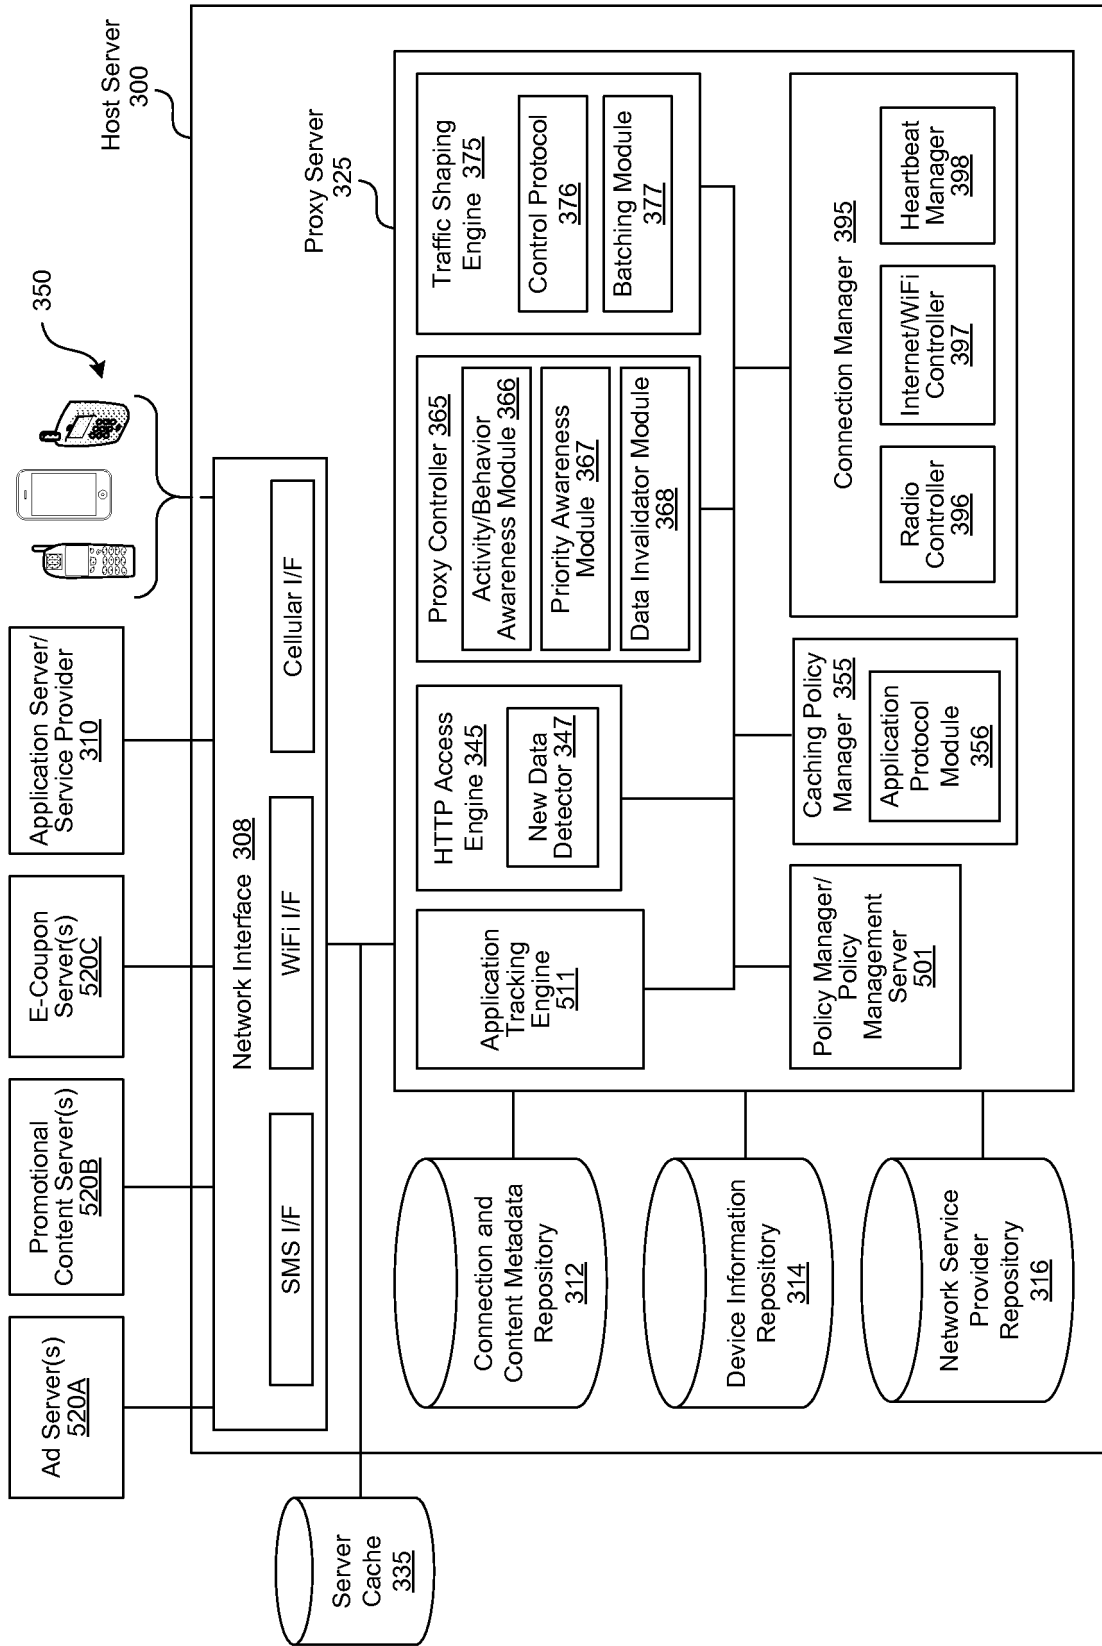 Ad Server(s)
520A
Promotional
Content Server(s)
520B
E-Coupon
Server(s)
520C
Application Server/
Service Provider
310
350
Host Server
300
Network Interface 308
SMS I/F
WiFi I/F
Cellular I/F
Server
Cache
335
Proxy Server
325
Connection and
Content Metadata
Repository
312
Device Information
Repository
314
Network Service
Provider
Repository
316
Application
Tracking
Engine
511
HTTP Access
Engine 345
New Data
Detector 347
Proxy Controller 365
Activity/Behavior
Awareness Module 366
Priority Awareness
Module 367
Data Invalidator Module
368
Traffic Shaping
Engine 375
Control Protocol
376
Batching Module
377
Policy Manager/
Policy
Management
Server
501
Caching Policy
Manager 355
Application
Protocol
Module
356
Connection Manager 395
Radio
Controller
396
Internet/WiFi
Controller
397
Heartbeat
Manager
398